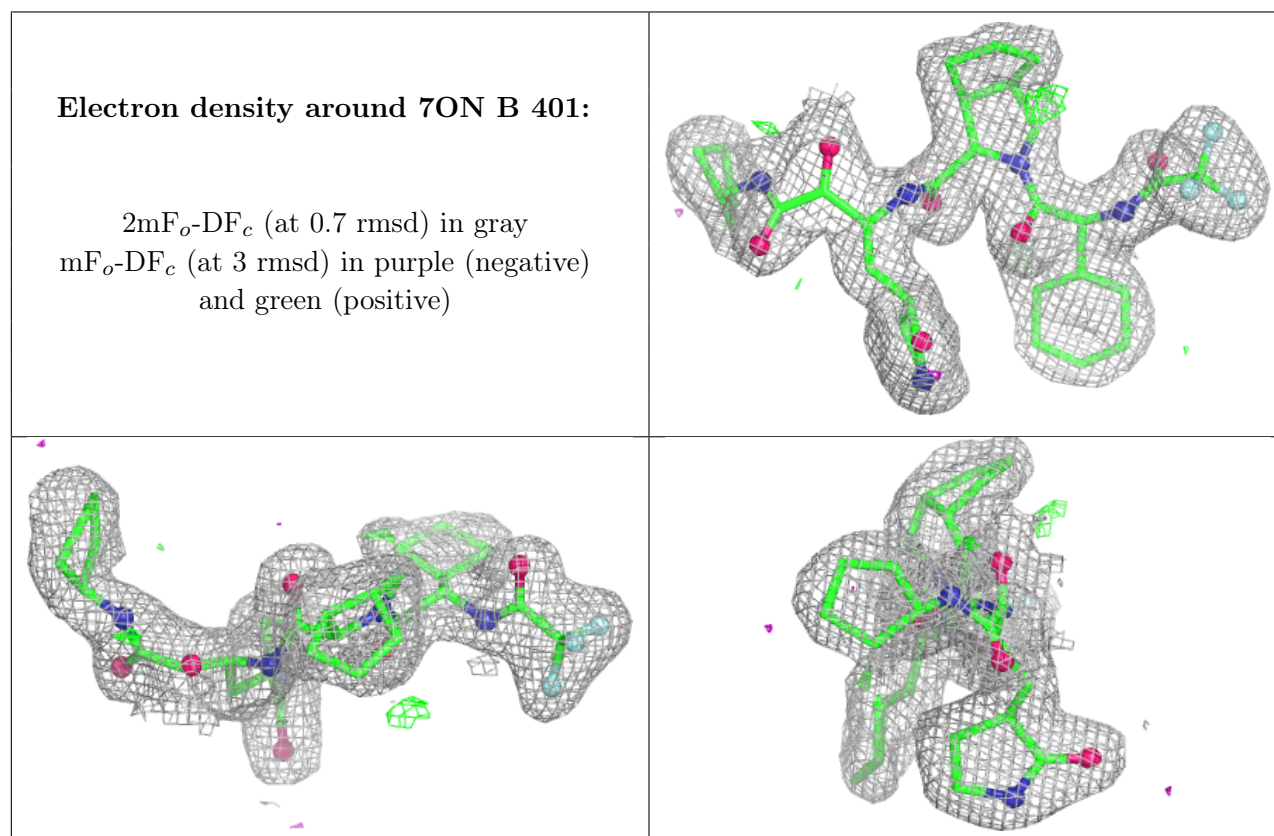 Electron density around 7ON B 401:
2mFo-DFc (at 0.7 rmsd) in gray
mFo-DFc (at 3 rmsd) in purple (negative)
and green (positive)